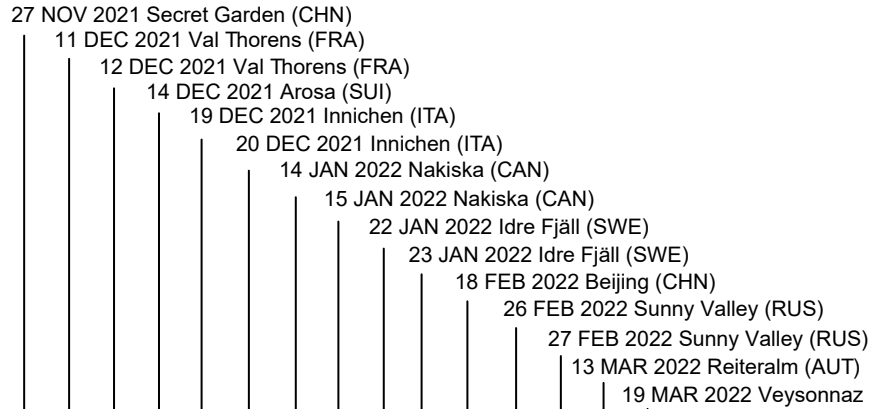 27 NOV 2021 Secret Garden (CHN)
11 DEC 2021 Val Thorens (FRA)
12 DEC 2021 Val Thorens (FRA)
14 DEC 2021 Arosa (SUI)
19 DEC 2021 Innichen (ITA)
20 DEC 2021 Innichen (ITA)
14 JAN 2022 Nakiska (CAN)
15 JAN 2022 Nakiska (CAN)
22 JAN 2022 Idre Fjäll (SWE)
23 JAN 2022 Idre Fjäll (SWE)
18 FEB 2022 Beijing (CHN)
26 FEB 2022 Sunny Valley (RUS)
27 FEB 2022 Sunny Valley (RUS)
13 MAR 2022 Reiteralm (AUT)
19 MAR 2022 Veysonnaz